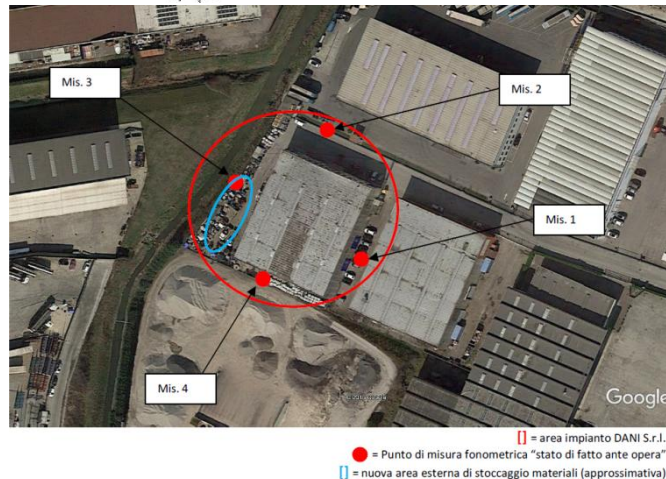 Mis. 3
Mis. 2
Mis. 1
Mis. 4
Google
[] = area impianto DANI S.r.l.
= Punto di misura fonometrica "stato di fatto ante opera"
[] = nuova area esterna di stoccaggio materiali (approssimativa)